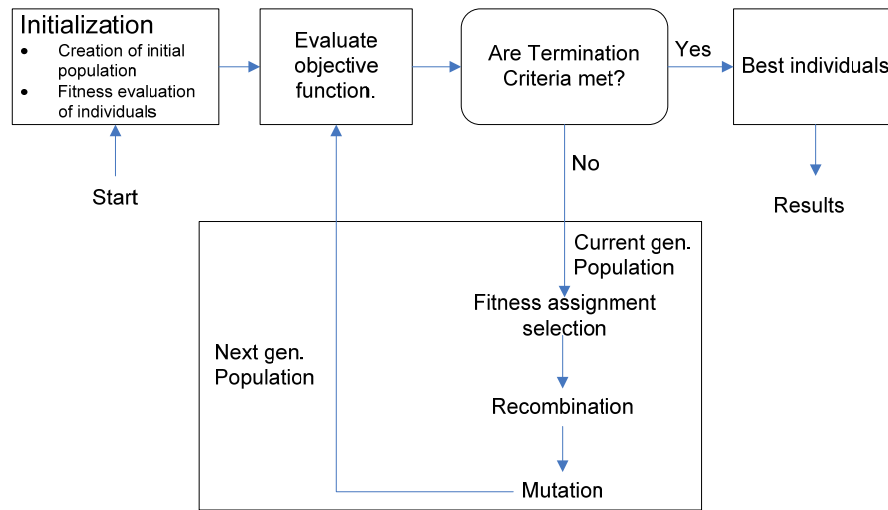 Initialization
• Creation of initial
population
• Fitness evaluation
of individuals
Start
Evaluate
objective
function.
Are Termination
Criteria met?
Yes
Best individuals
Results
No
Current gen.
Population
Fitness assignment
selection
Recombination
Mutation
Next gen.
Population